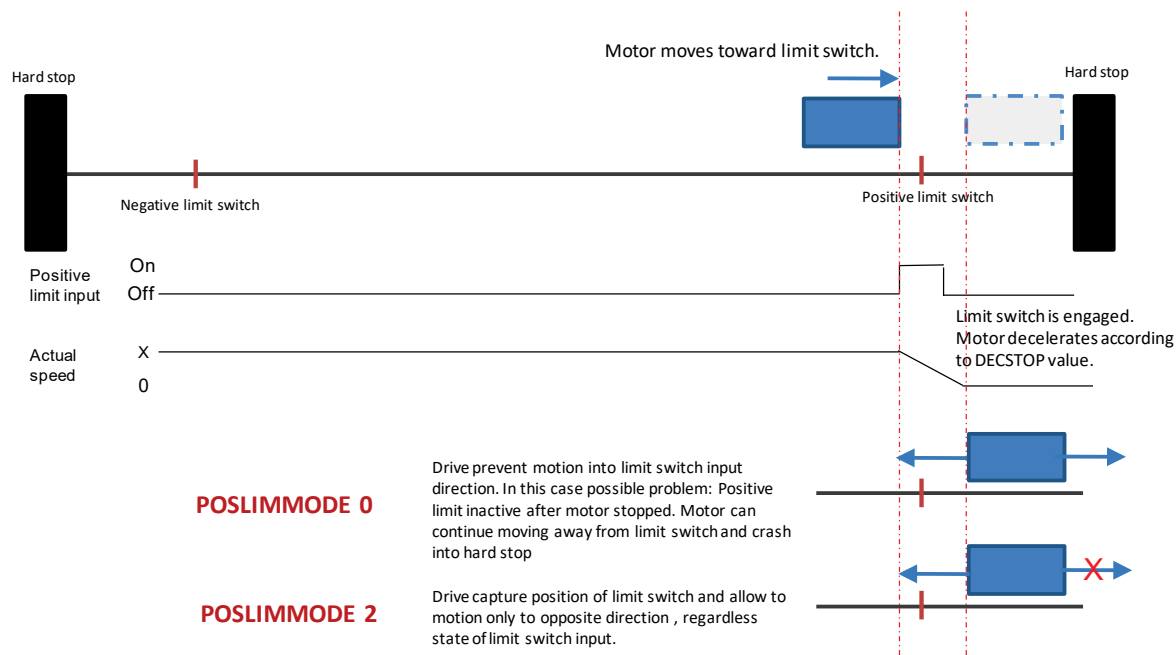 Motor moves toward limit switch.
Hard stop
Hard stop
Negative limit switch
Positive limit switch
Positive
limit input
On
Off
Limit switch is engaged.
Motor decelerates according
to DECSTOP value.
Actual
speed
X
0
POSLIMMODE 0
Drive prevent motion into limit switch input
direction. In this case possible problem: Positive
limit inactive after motor stopped. Motor can
continue moving away from limit switch and crash
into hard stop
X
POSLIMMODE 2
Drive capture position of limit switch and allow to
motion only to opposite direction , regardless
state of limit switch input.